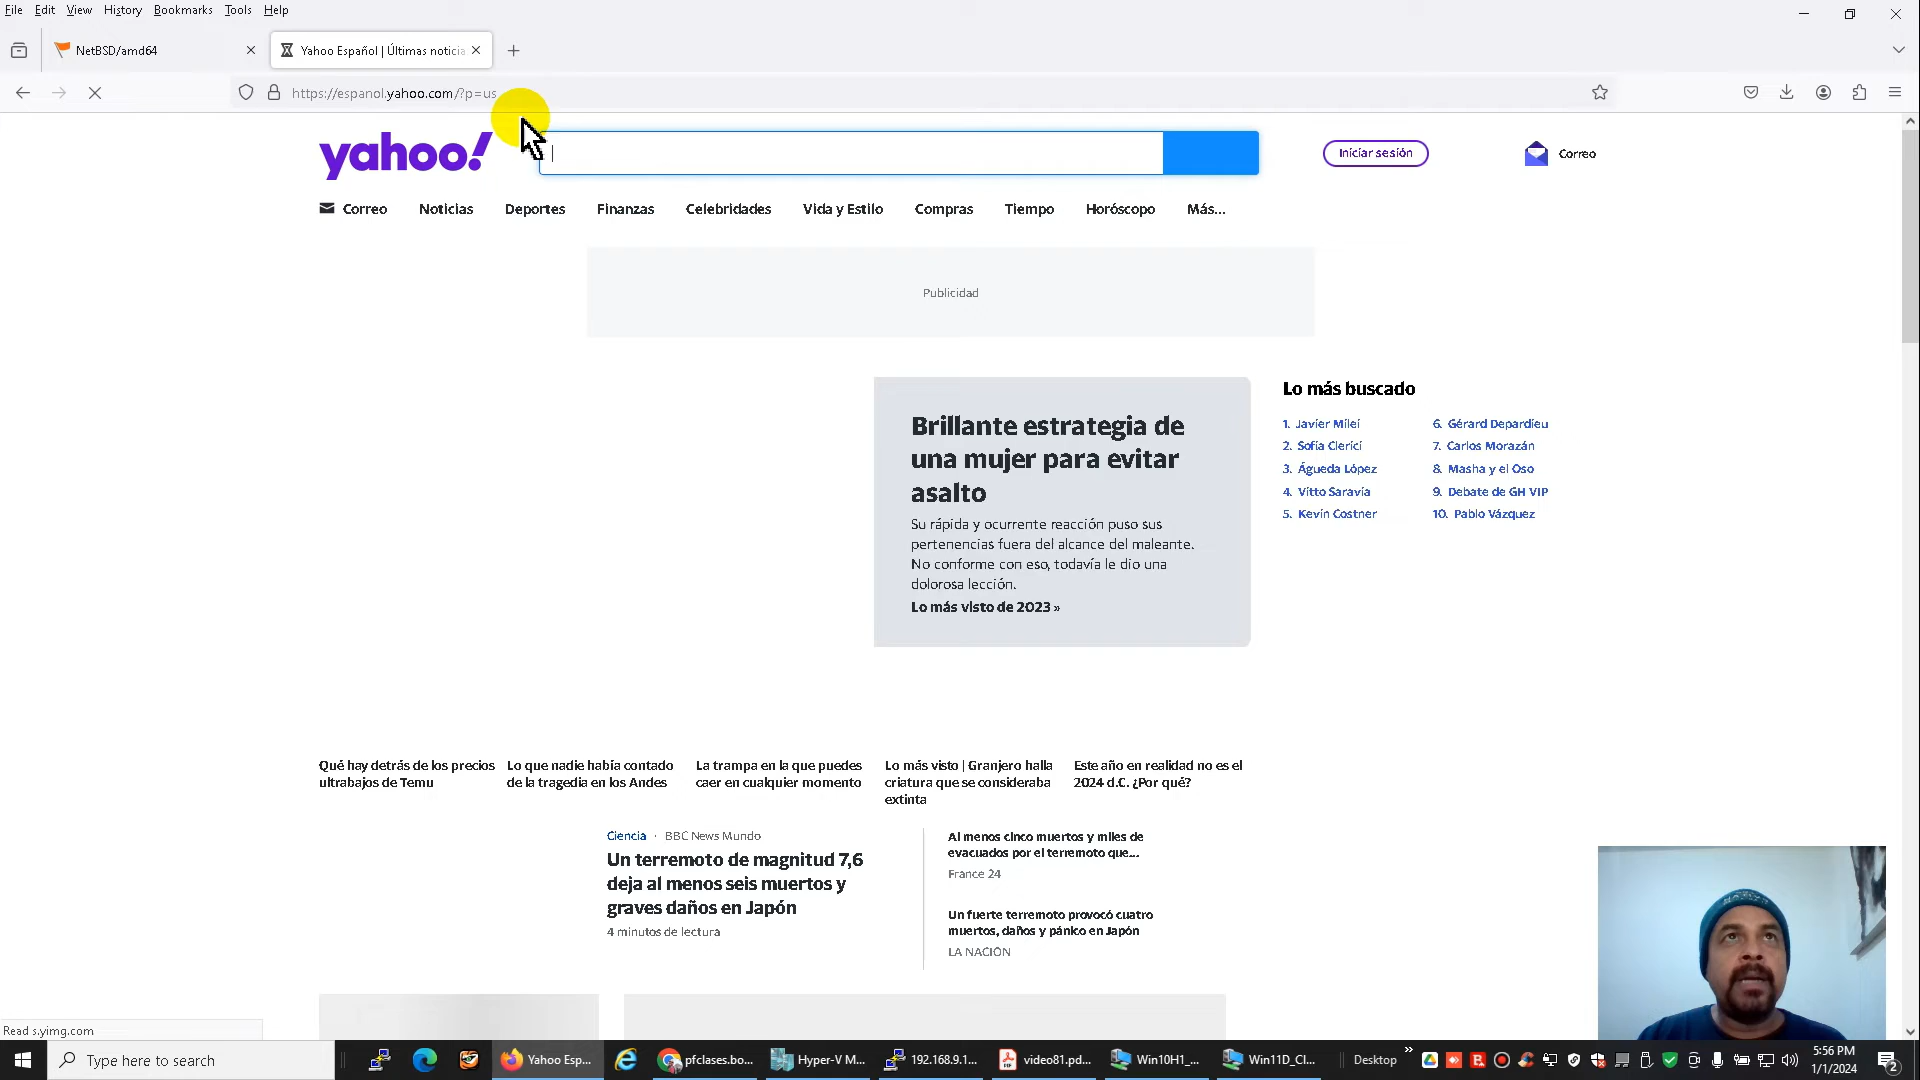 File Edit View History Bookmarks Tools Help
NetBSD/amd64
Yahoo Español | Últimas noticia
https://espanol.yahoo.com/?p=us
yahoo!
Iniciar sesión
Correo
Correo Noticias Deportes Finanzas Celebridades Vida y Estilo Compras Tiempo Horóscopo Más...
Publicidad
Brillante estrategia de
una mujer para evitar
asalto
Su rápida y ocurrente reacción puso sus
pertenencias fuera del alcance del maleante.
No conforme con eso, todavía le dio una
dolorosa lección.
Lo más visto de 2023 »
Lo más buscado
1. Javier Milei
2. Sofía Clerici
3. Águeda López
4. Vitto Saravia
5. Kevin Costner
6. Gérard Depardieu
7. Carlos Morazán
8. Masha y el Oso
9. Debate de GH VIP
10. Pablo Vázquez
Qué hay detrás de los precios
ultrabajos de Temu
Lo que nadie había contado
de la tragedia en los Andes
La trampa en la que puedes
caer en cualquier momento
Lo más visto | Granjero halla
criatura que se consideraba
extinta
Este año en realidad no es el
2024 d.C. ¿Por qué?
Ciencia · BBC News Mundo
Un terremoto de magnitud 7,6
deja al menos seis muertos y
graves daños en Japón
4 minutos de lectura
Al menos cinco muertos y miles de
evacuados por el terremoto que...
France 24
Un fuerte terremoto provocó cuatro
muertos, daños y pánico en Japón
LA NACIÓN
Read s.yimg.com
Type here to search
Yahoo Esp...
pfclases.bo...
Hyper-V M...
192.168.9.1...
video81.pd...
Win10H1_...
Win11D_Cl...
Desktop
5:56 PM
1/1/2024
2